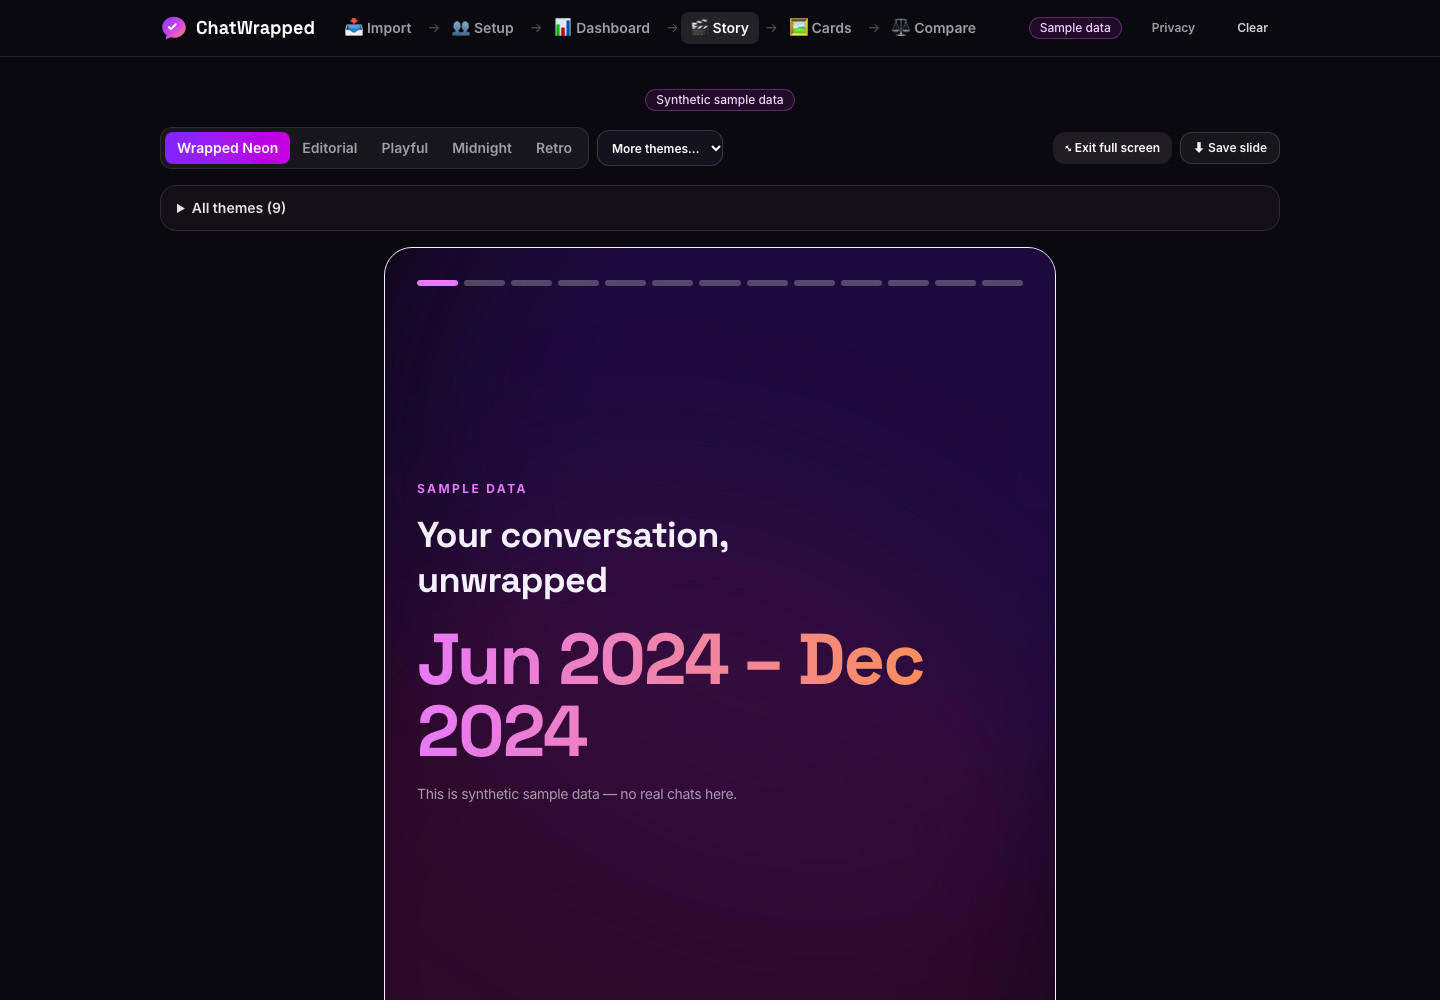 ChatWrapped
Import → Setup → Dashboard → Story → Cards → Compare
Sample data
Privacy
Clear
Synthetic sample data
Wrapped Neon
Editorial
Playful
Midnight
Retro
More themes...
Exit full screen
Save slide
All themes (9)
SAMPLE DATA
Your conversation,
unwrapped
Jun 2024 – Dec
2024
This is synthetic sample data — no real chats here.